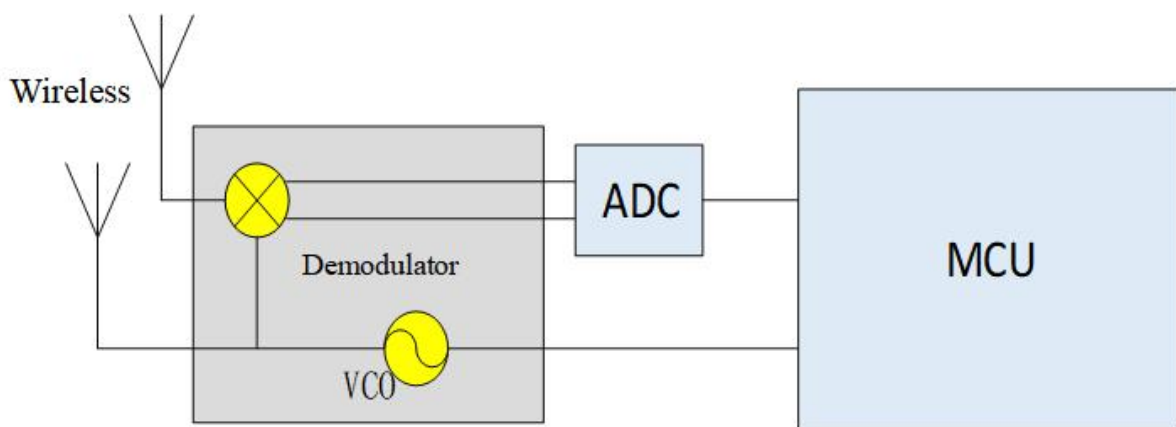 Wireless
ADC
MCU
Demodulator
VCO